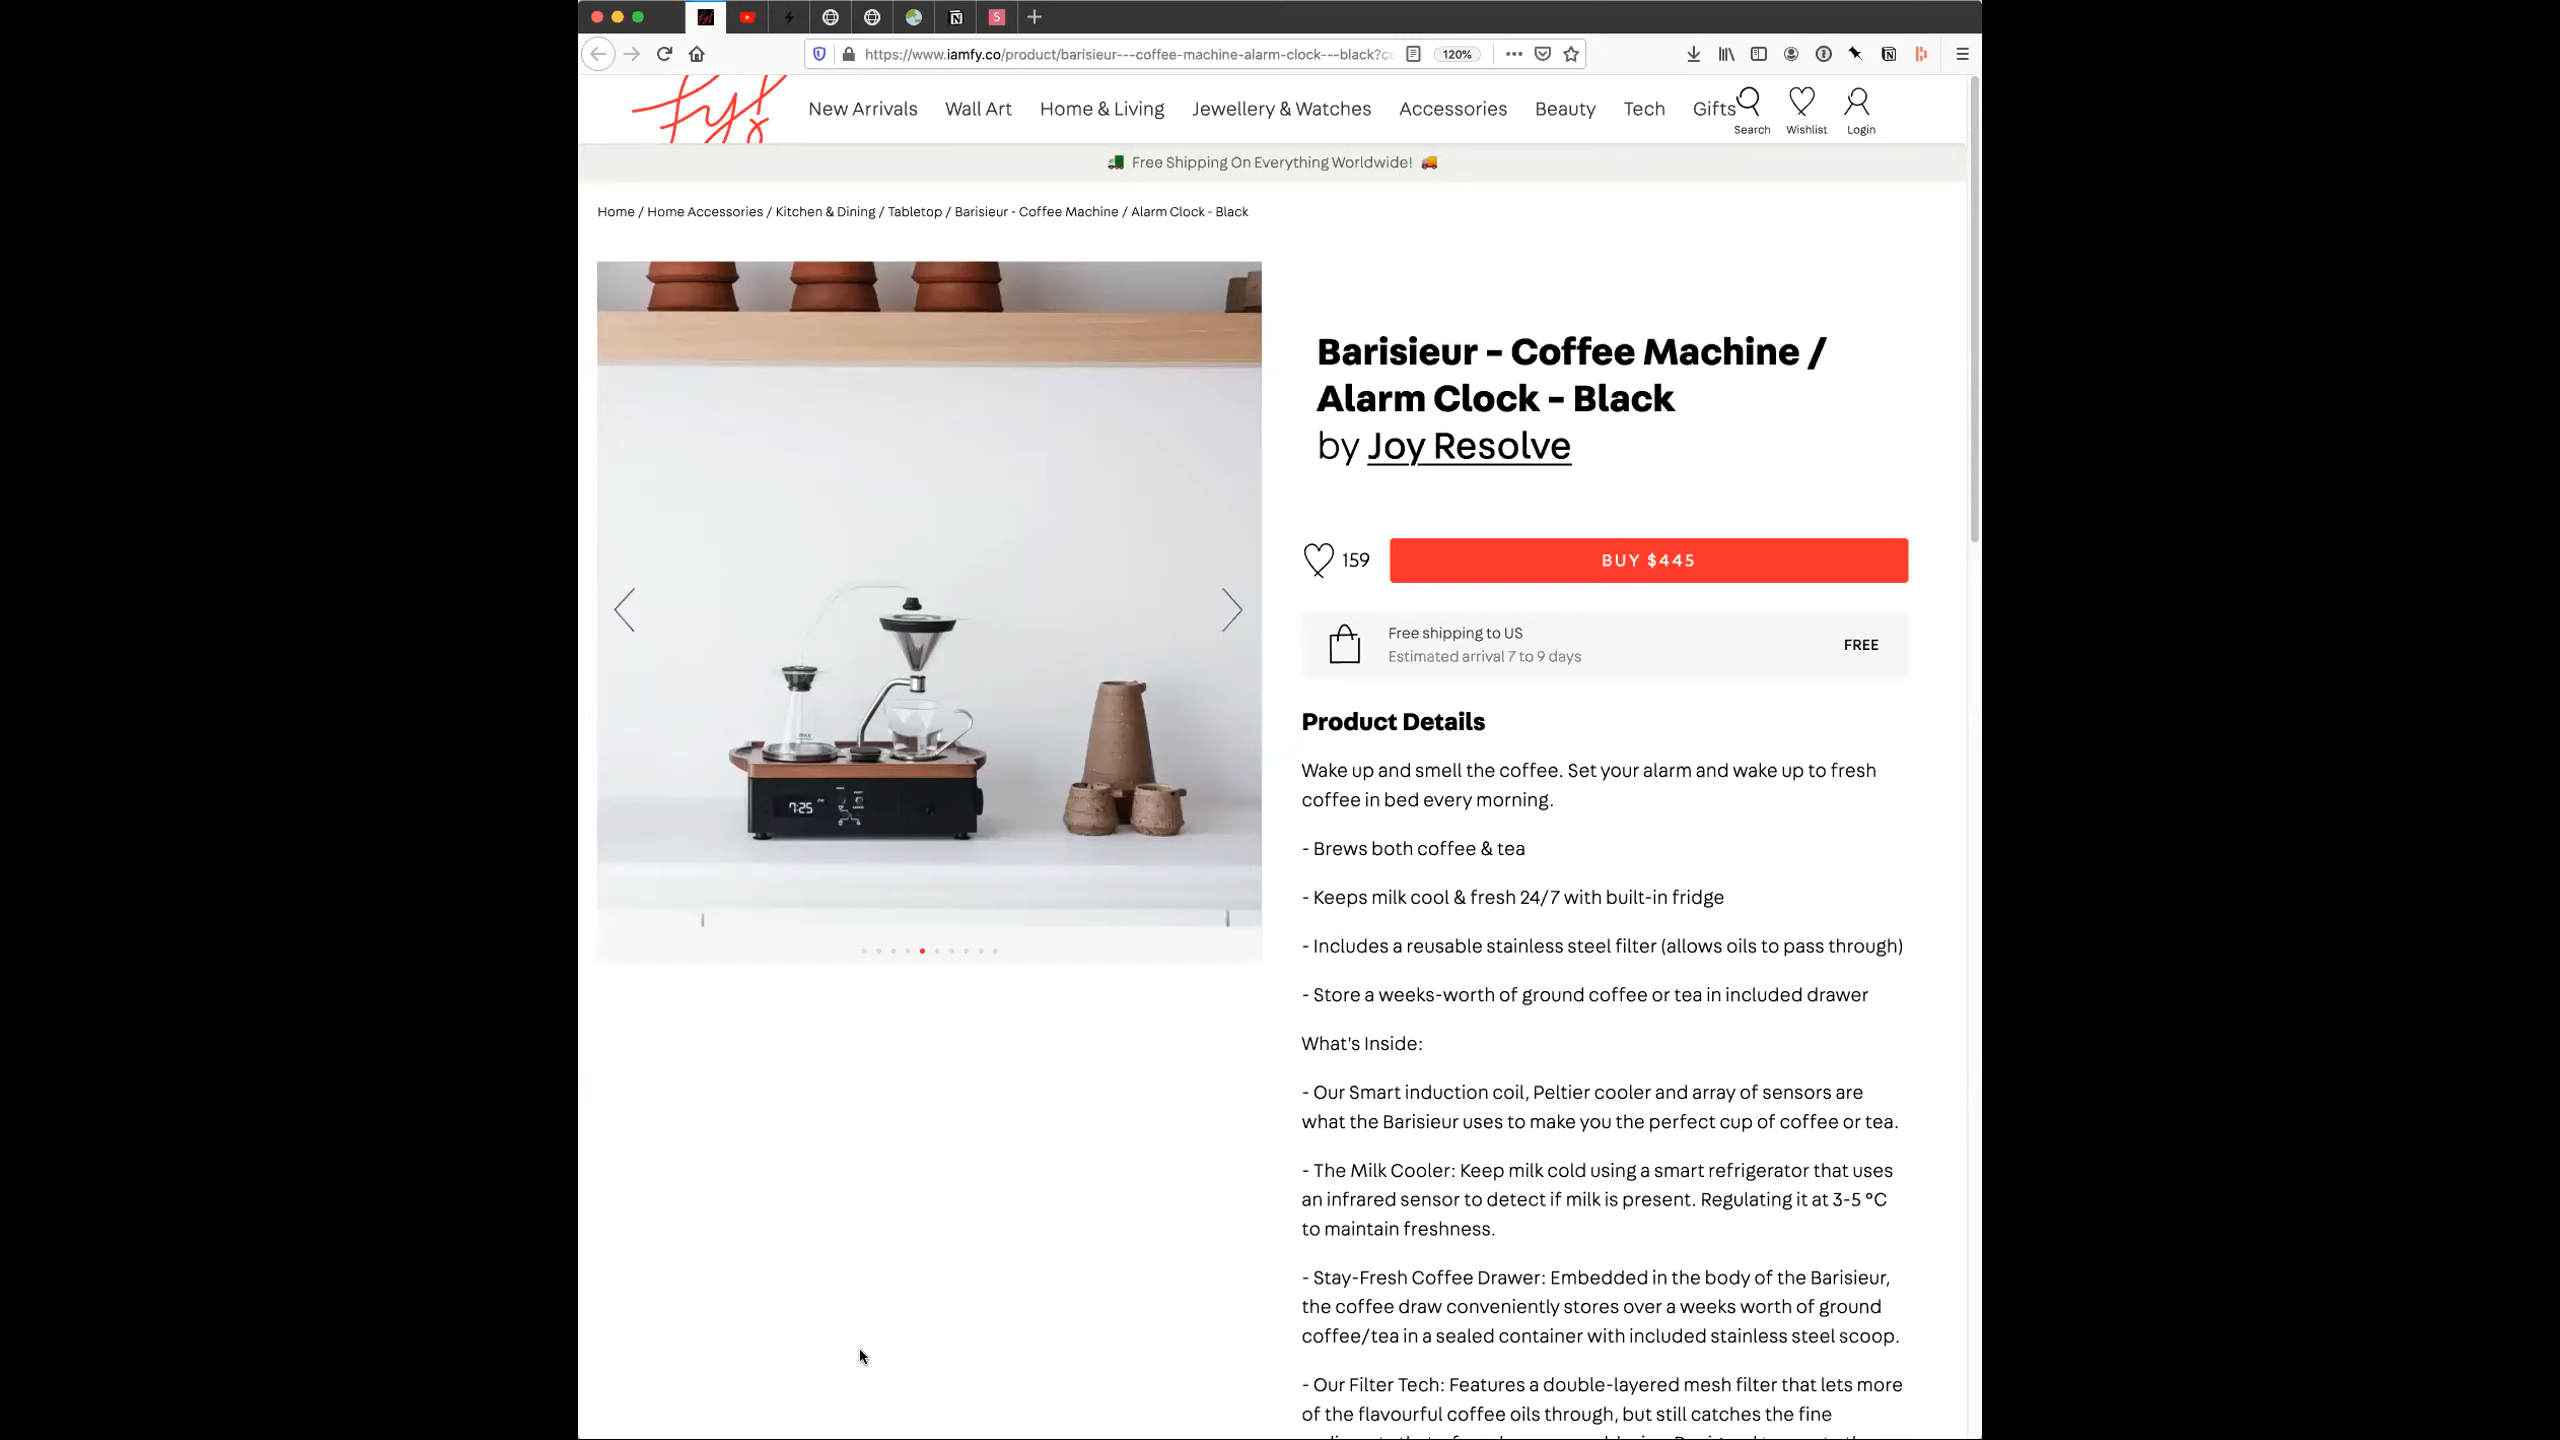 https://www.iamfy.co/product/barisieur---coffee-machine-alarm-clock---black?c
120%
fy!
New Arrivals Wall Art Home & Living Jewellery & Watches Accessories Beauty Tech Gifts
Search Wishlist Login
Free Shipping On Everything Worldwide!
Home / Home Accessories / Kitchen & Dining / Tabletop / Barisieur - Coffee Machine / Alarm Clock - Black
Barisieur - Coffee Machine /
Alarm Clock - Black
by Joy Resolve
159 BUY $445
Free shipping to US
Estimated arrival 7 to 9 days
FREE
7:25
Product Details
Wake up and smell the coffee. Set your alarm and wake up to fresh
coffee in bed every morning.
- Brews both coffee & tea
- Keeps milk cool & fresh 24/7 with built-in fridge
- Includes a reusable stainless steel filter (allows oils to pass through)
- Store a weeks-worth of ground coffee or tea in included drawer
What's Inside:
- Our Smart induction coil, Peltier cooler and array of sensors are
what the Barisieur uses to make you the perfect cup of coffee or tea.
- The Milk Cooler: Keep milk cold using a smart refrigerator that uses
an infrared sensor to detect if milk is present. Regulating it at 3-5 °C
to maintain freshness.
- Stay-Fresh Coffee Drawer: Embedded in the body of the Barisieur,
the coffee draw conveniently stores over a weeks worth of ground
coffee/tea in a sealed container with included stainless steel scoop.
- Our Filter Tech: Features a double-layered mesh filter that lets more
of the flavourful coffee oils through, but still catches the fine